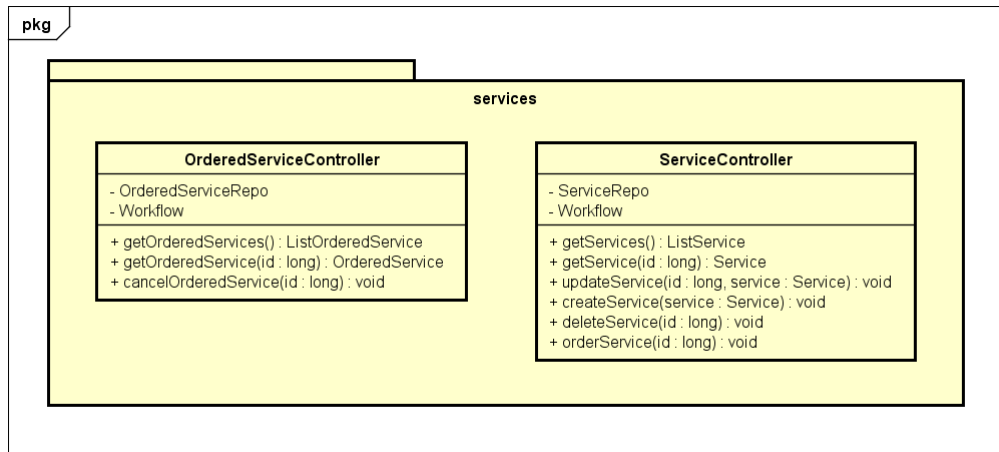 pkg
services
OrderedServiceController
- OrderedServiceRepo
- Workflow
+ getOrderedServices() : ListOrderedService
+ getOrderedService(id : long) : OrderedService
+ cancelOrderedService(id : long) : void
ServiceController
- ServiceRepo
- Workflow
+ getServices() : ListService
+ getService(id : long) : Service
+ updateService(id : long, service : Service) : void
+ createService(service : Service) : void
+ deleteService(id : long) : void
+ orderService(id : long) : void